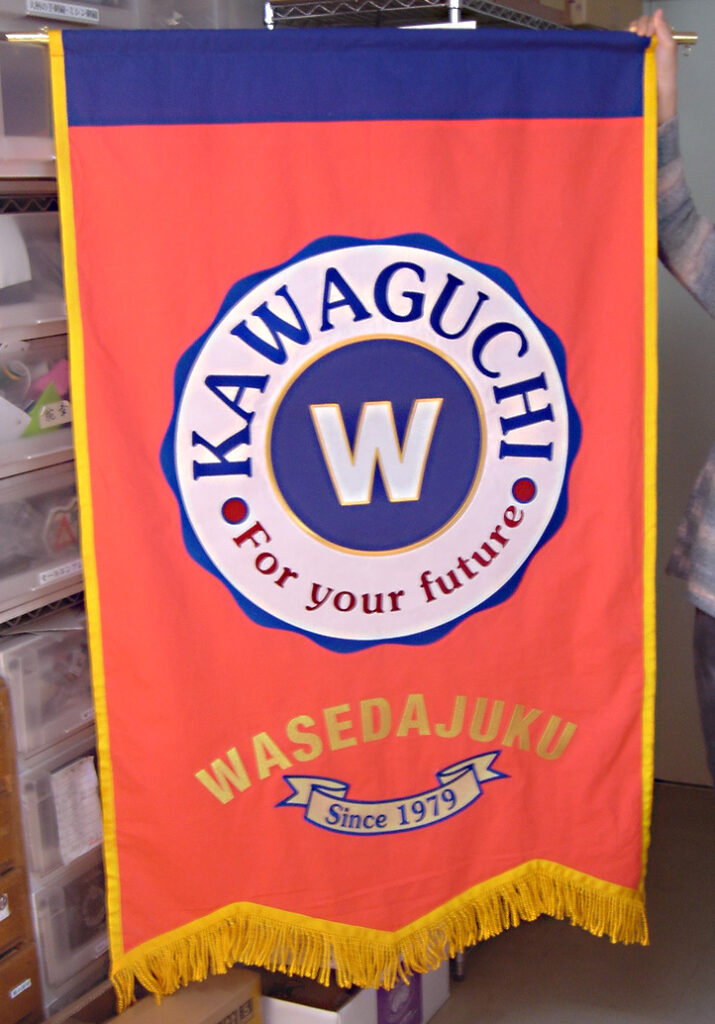 KAWAGUCHI
W
For your future
WASEDAJUKU
Since 1979